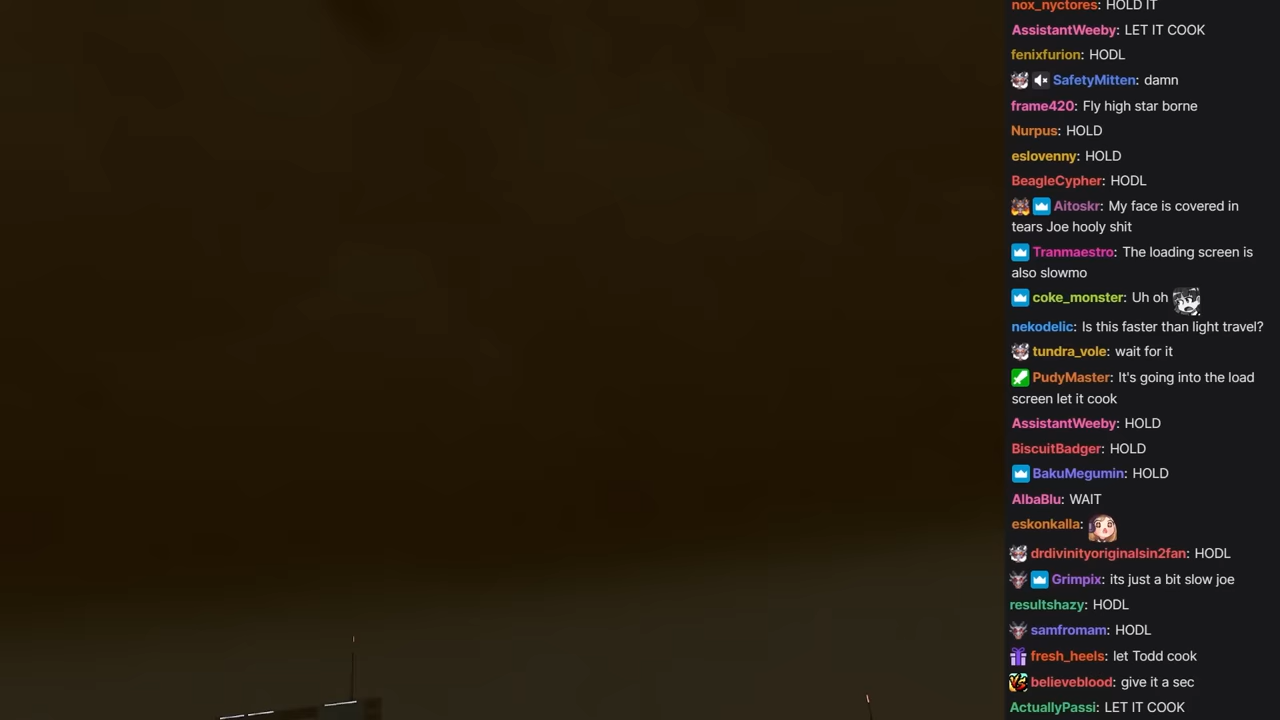 nox_nyctores: HOLD IT
AssistantWeeby: LET IT COOK
fenixfurion: HODL
SafetyMitten: damn
frame420: Fly high star borne
Nurpus: HOLD
eslovenny: HOLD
BeagleCypher: HODL
Aitoskr: My face is covered in
tears Joe hooly shit
Tranmaestro: The loading screen is
also slowmo
coke_monster: Uh oh
nekodelic: Is this faster than light travel?
tundra_vole: wait for it
PudyMaster: It's going into the load
screen let it cook
AssistantWeeby: HOLD
BiscuitBadger: HOLD
BakuMegumin: HOLD
AlbaBlu: WAIT
eskonkalla:
drdivinityoriginalsin2fan: HODL
Grimpix: its just a bit slow joe
resultshazy: HODL
samfromam: HODL
fresh_heels: let Todd cook
believeblood: give it a sec
ActuallyPassi: LET IT COOK